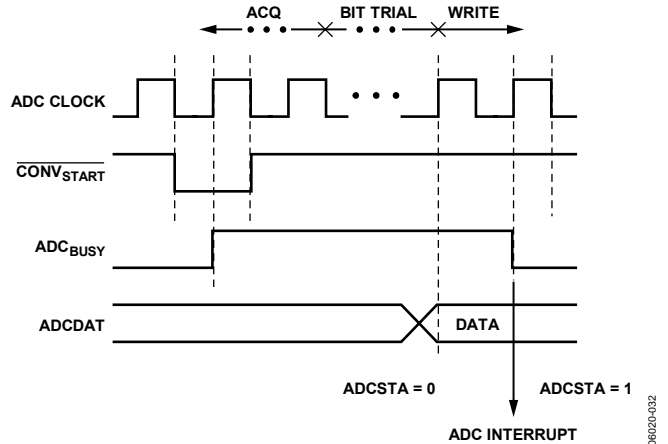 ACQ BIT TRIAL WRITE
ADC CLOCK
CONVSTART
ADCBUSY
ADCDAT
DATA
ADCSTA = 0 ADCSTA = 1
ADC INTERRUPT
06020-032